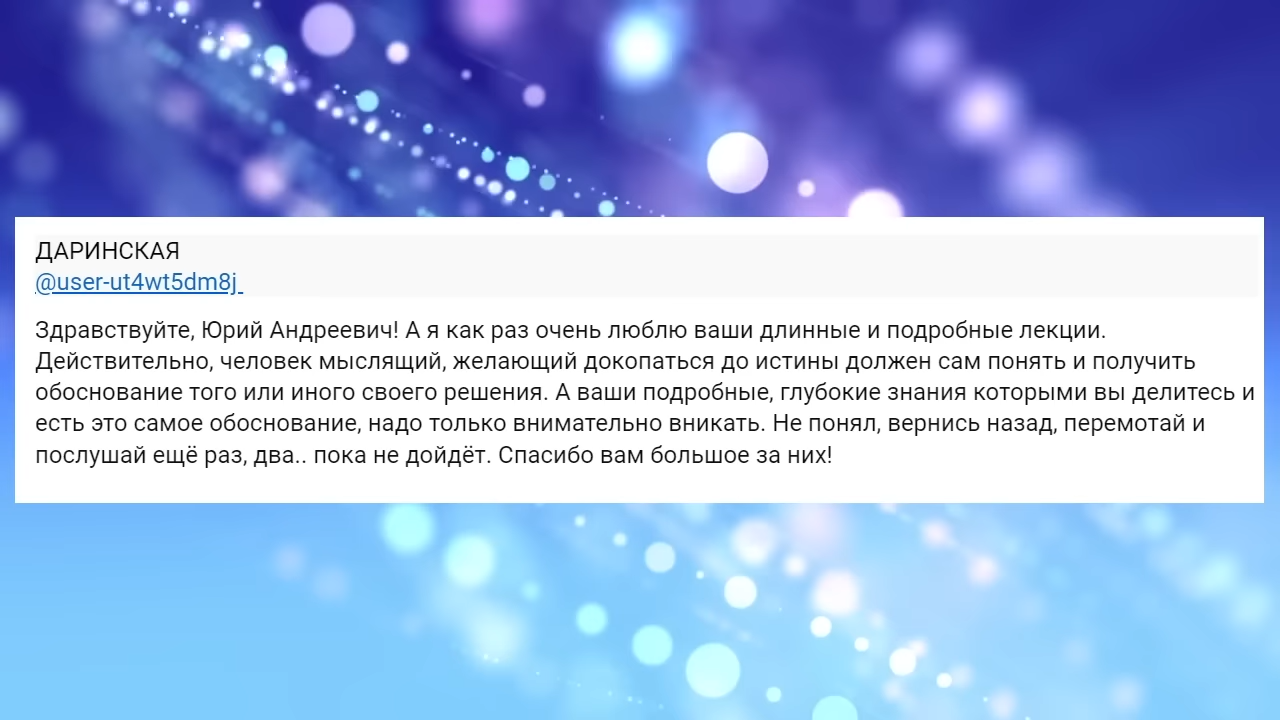 ДАРИНСКАЯ
@user-ut4wt5dm8j
Здравствуйте, Юрий Андреевич! А я как раз очень люблю ваши длинные и подробные лекции.
Действительно, человек мыслящий, желающий докопаться до истины должен сам понять и получить
обоснование того или иного своего решения. А ваши подробные, глубокие знания которыми вы делитесь и
есть это самое обоснование, надо только внимательно вникать. Не понял, вернись назад, перемотай и
послушай ещё раз, два.. пока не дойдёт. Спасибо вам большое за них!